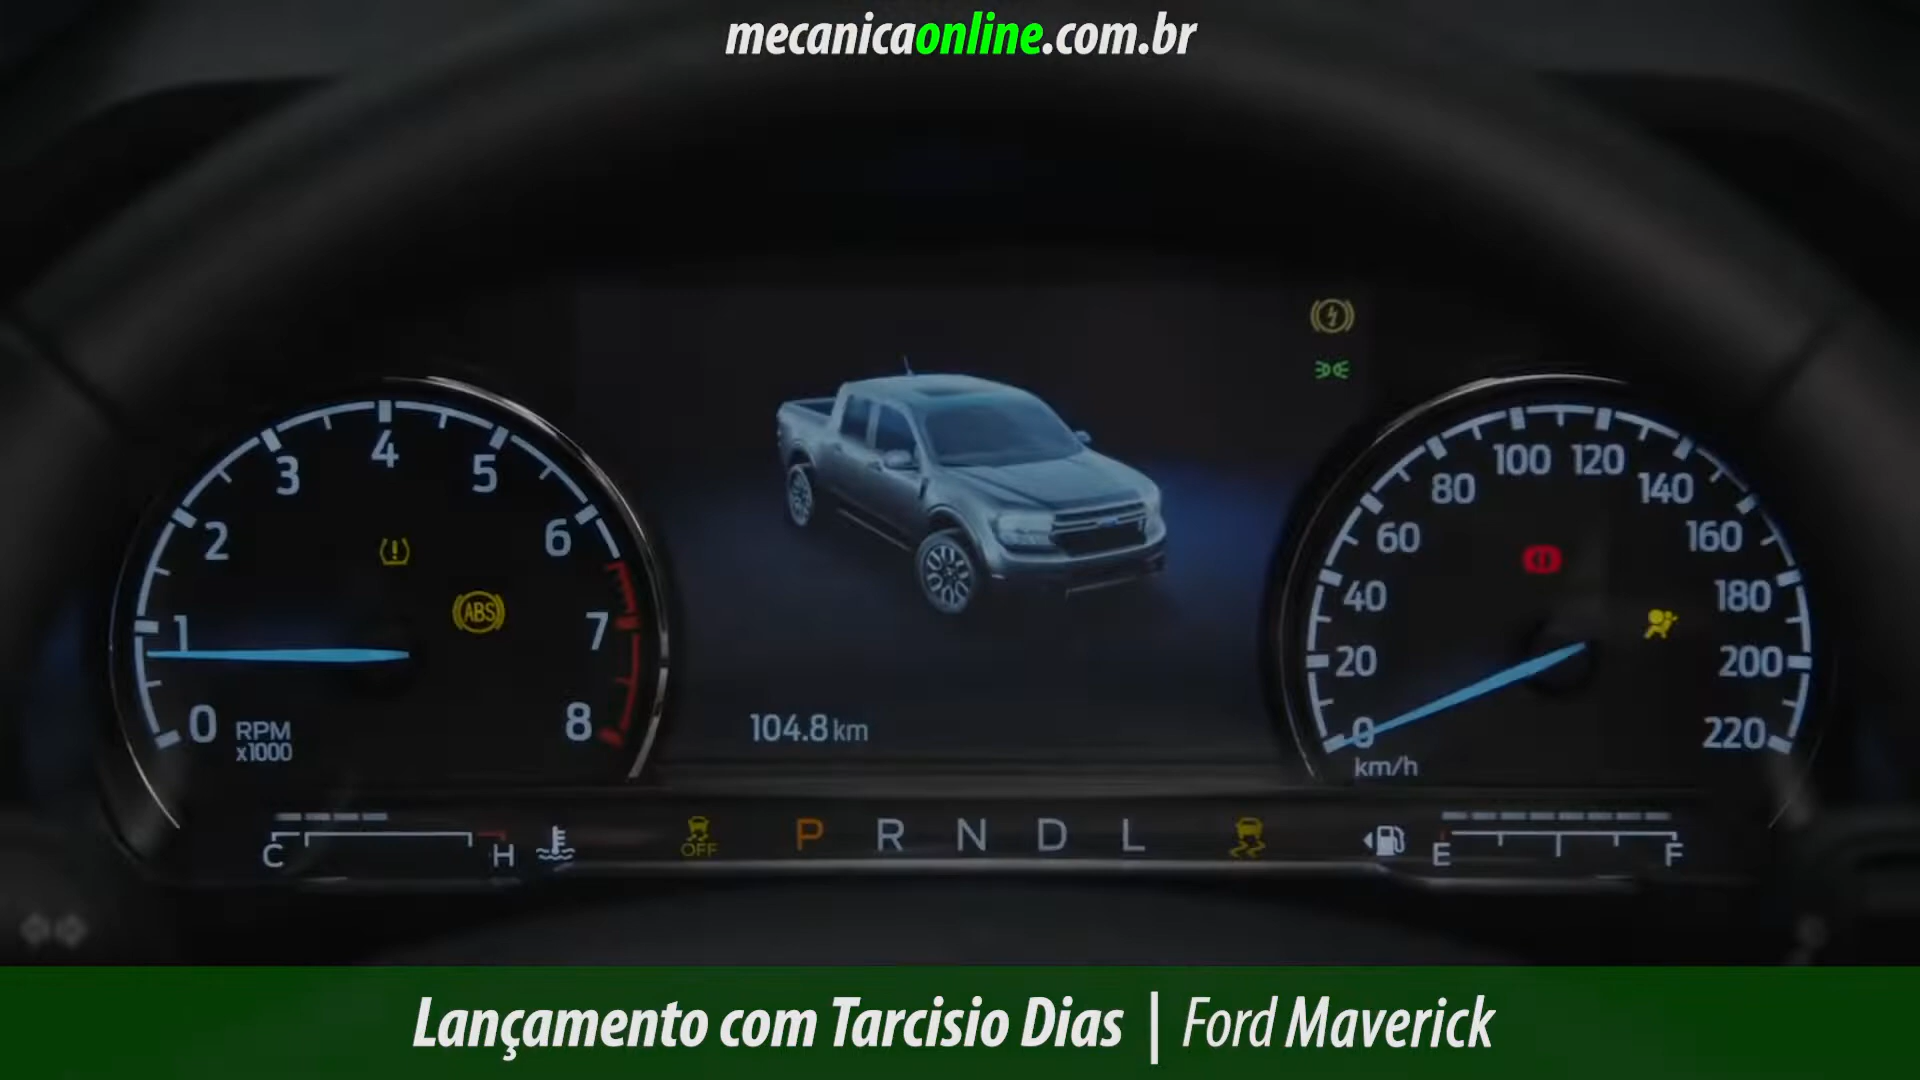 mecanicaonline.com.br
0
1
2
3
4
5
6
7
8
RPM
x1000
ABS
104.8 km
0
20
40
60
80
100
120
140
160
180
200
220
km/h
C
H
OFF
P R N D L
E
F
Lançamento com Tarcisio Dias | Ford Maverick